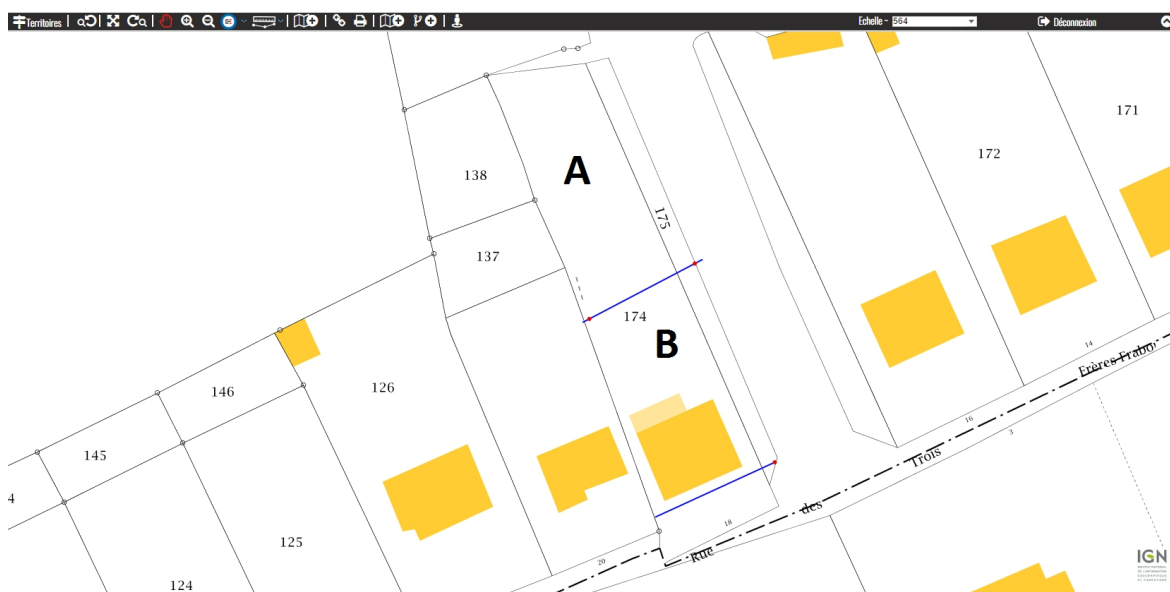 Territoires
Echelle ~ 564
Déconnexion
171
172
138
A
175
137
174
B
14
Frères Frabo'
126
146
145
16
3
Trois
4
des
18
125
Rue
20
124
IGN